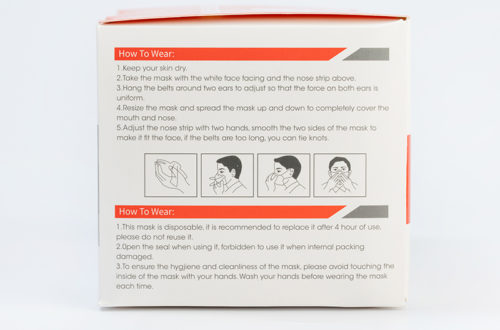 How To Wear:
1.Keep your skin dry.
2.Take the mask with the white face facing and the nose strip above.
3.Hang the belts around two ears to adjust so that the force on both ears is
uniform.
4.Resize the mask and spread the mask up and down to completely cover the
mouth and nose.
5.Adjust the nose strip with two hands, smooth the two sides of the mask to
make it fit the face, if the belts are too long, you can tie knots.
How To Wear:
1.This mask is disposable, it is recommended to replace it after 4 hour of use,
please do not reuse it.
2.Open the seal when using it, forbidden to use it when internal packing
damaged.
3.To ensure the hygjiene and cleanliness of the mask, please avoid touching the
inside of the mask with your hands. Wash your hands before wearing the mask
each time.